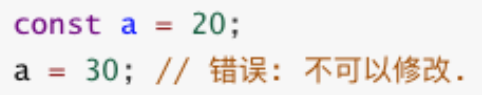 const a = 20;
a = 30; // 错误: 不可以修改.